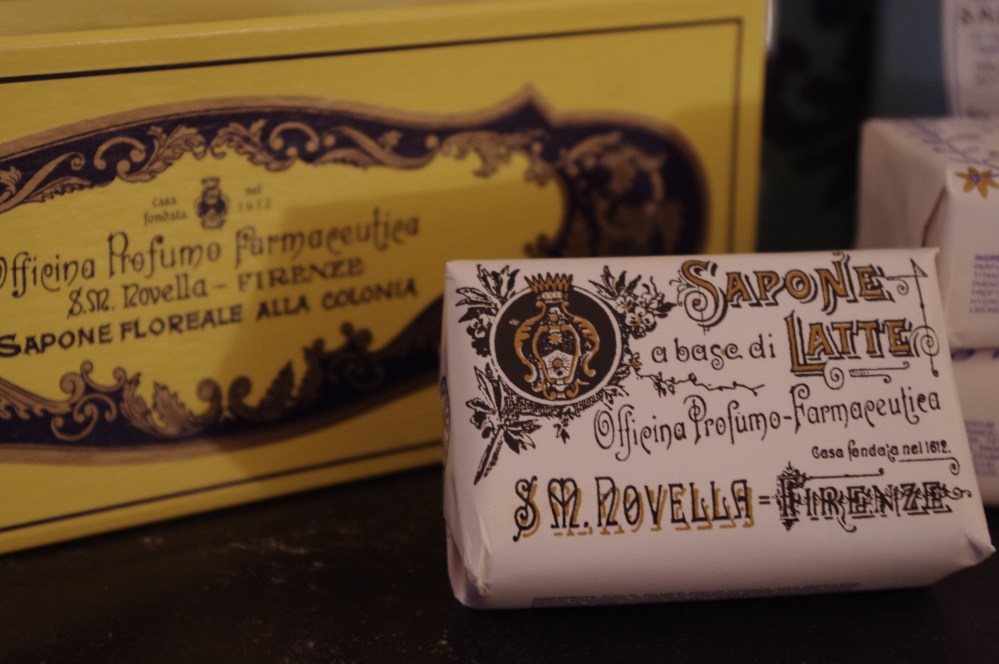 CASA nel
fondata 1612
Officina Profumo Farmaceutica
S.M. Novella - FIRENZE
SAPONE FLOREALE ALLA COLONIA
SAPONE
a base di LATTE
Officina Profumo-Farmaceutica
Casa fondata nel 1612.
S.M. NOVELLA = FIRENZE